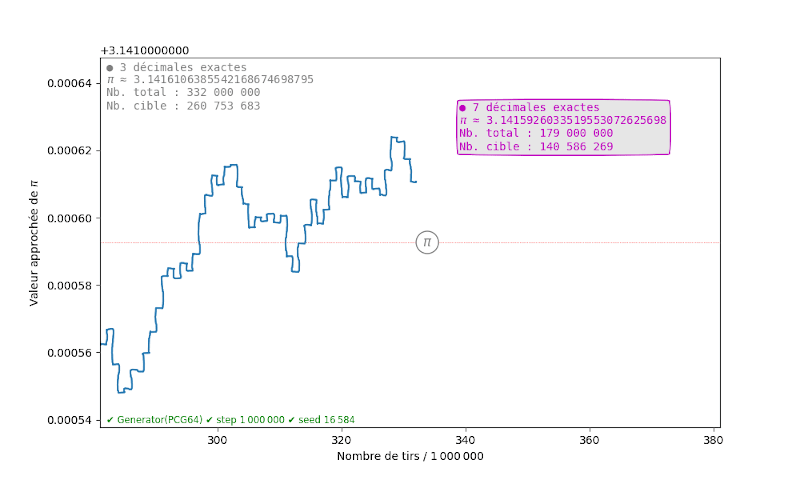 +3.1410000000
● 3 décimales exactes
π ≈ 3.1416106385542168674698795
Nb. total : 332 000 000
Nb. cible : 260 753 683
● 7 décimales exactes
π ≈ 3.1415926033519553072625698
Nb. total : 179 000 000
Nb. cible : 140 586 269
0.00064
0.00062
0.00060
0.00058
0.00056
0.00054
Valeur approchée de π
π
✔ Generator(PCG64) ✔ step 1 000 000 ✔ seed 16 584
300 320 340 360 380
Nombre de tirs / 1 000 000